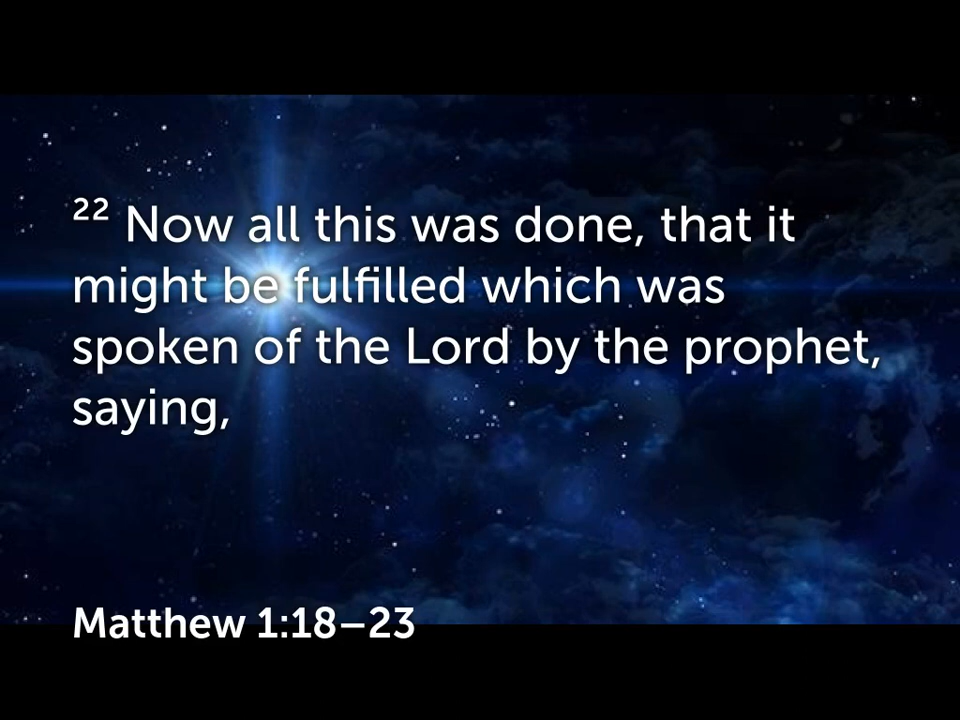 ²² Now all this was done, that it
might be fulfilled which was
spoken of the Lord by the prophet,
saying,
Matthew 1:18–23